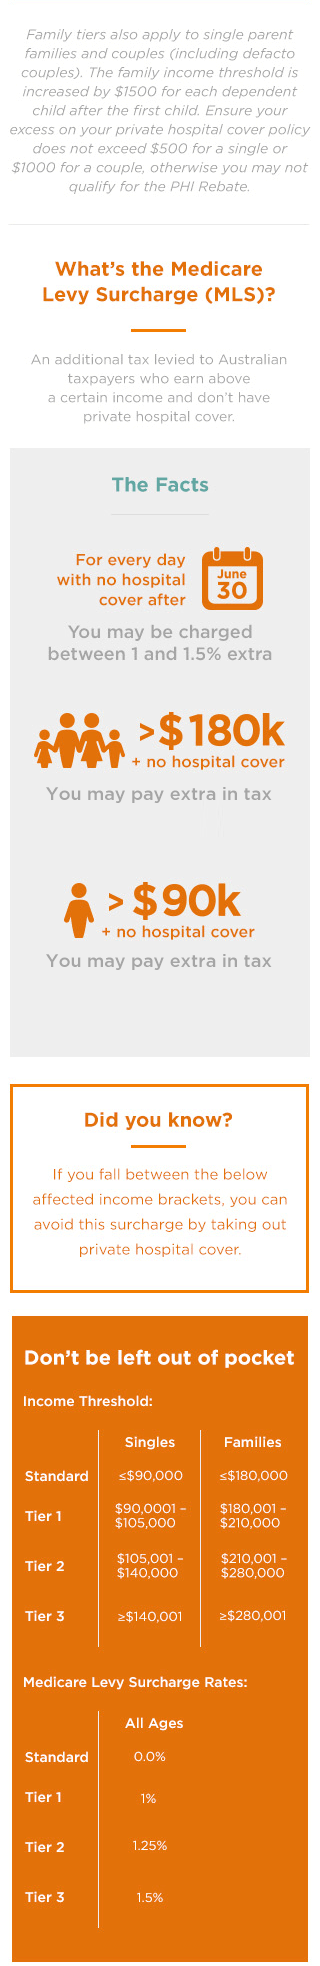 Family tiers also apply to single parent
families and couples (including defacto
couples). The family income threshold is
increased by $1500 for each dependent
child after the first child. Ensure your
excess on your private hospital cover policy
does not exceed $500 for a single or
$1000 for a couple, otherwise you may not
qualify for the PHI Rebate.
What's the Medicare
Levy Surcharge (MLS)?
An additional tax levied to Australian
taxpayers who earn above
a certain income and don't have
private hospital cover.
The Facts
For every day
with no hospital
cover after
June
30
You may be charged
between 1 and 1.5% extra
>$180k
+ no hospital cover
You may pay extra in tax
> $90k
+ no hospital cover
You may pay extra in tax
Did you know?
If you fall between the below
affected income brackets, you can
avoid this surcharge by taking out
private hospital cover.
Don't be left out of pocket
Income Threshold:
Singles Families
Standard ≤$90,000 ≤$180,000
Tier 1 $90,0001 – $105,000 $180,001 – $210,000
Tier 2 $105,001 – $140,000 $210,001 – $280,000
Tier 3 ≥$140,001 ≥$280,001
Medicare Levy Surcharge Rates:
All Ages
Standard 0.0%
Tier 1 1%
Tier 2 1.25%
Tier 3 1.5%